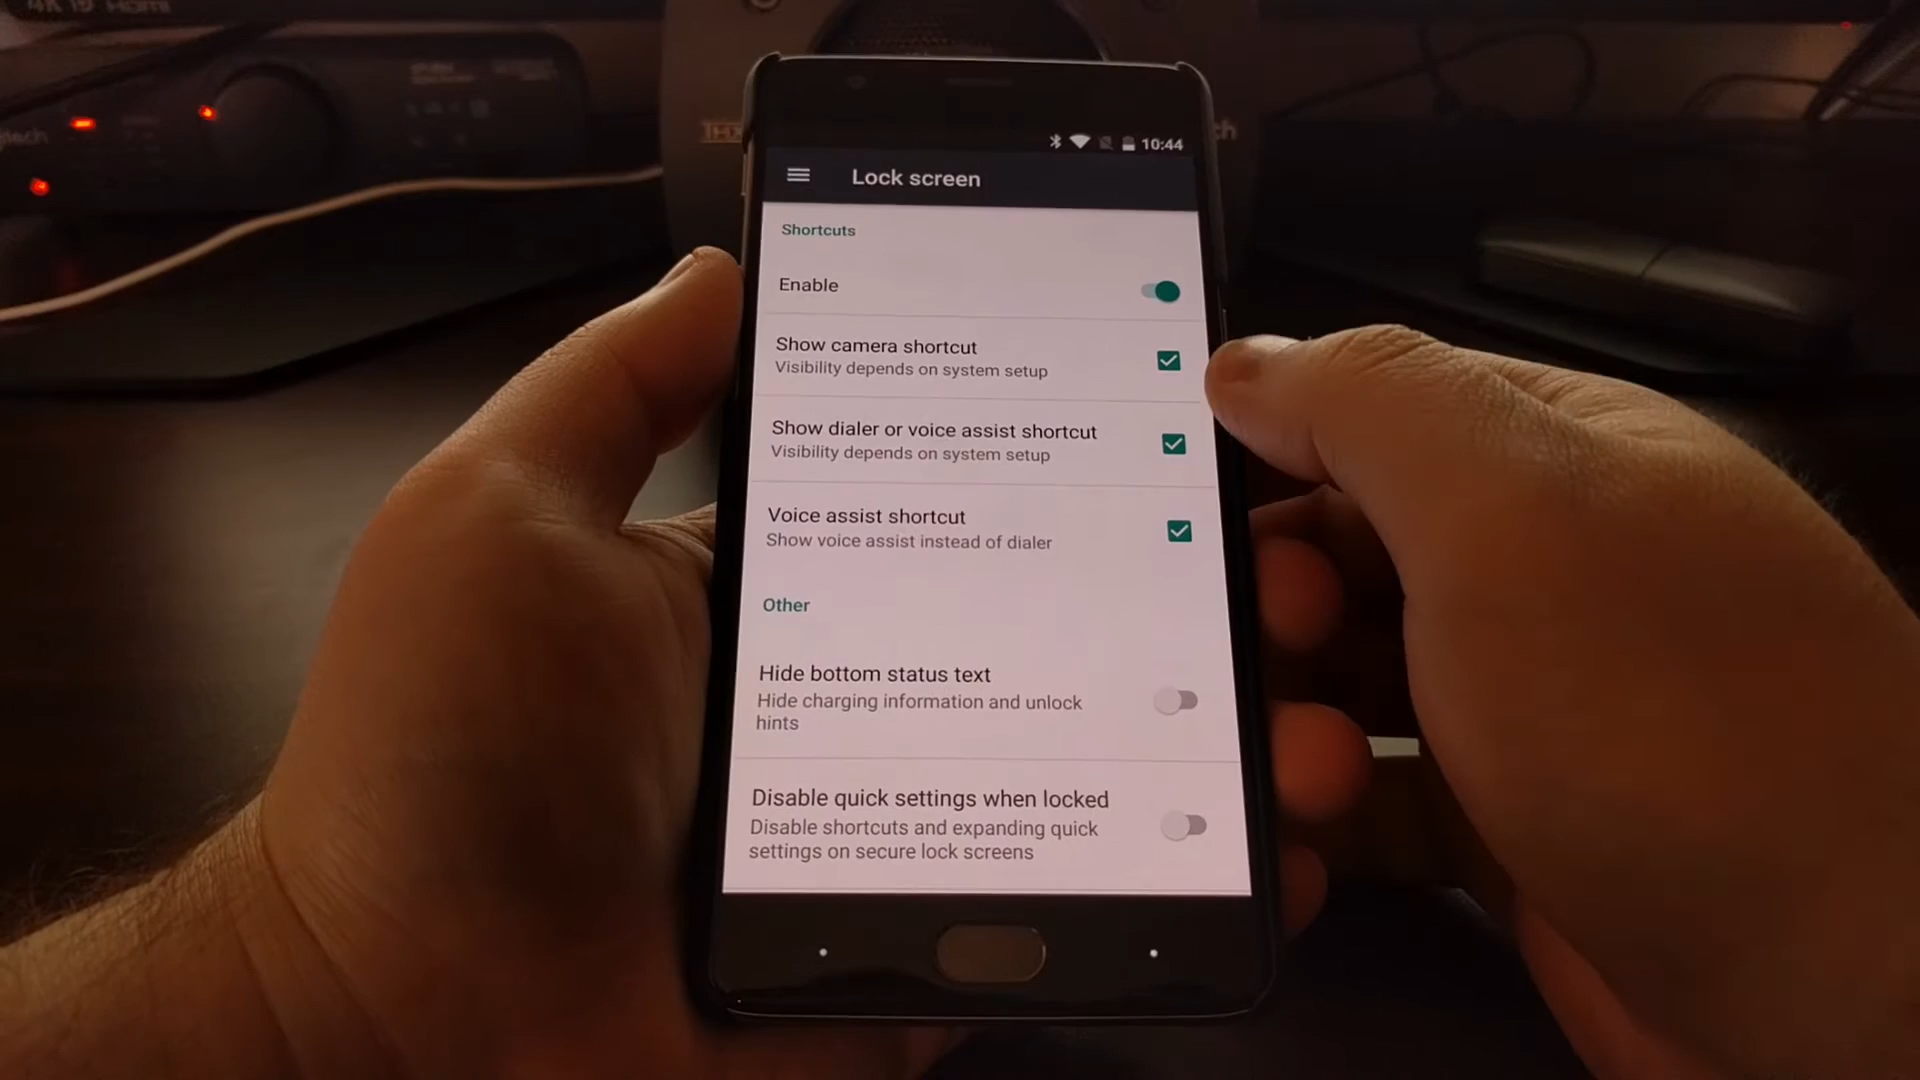 4K 19 HDMI
10:44
Lock screen
Shortcuts
Enable
Show camera shortcut
Visibility depends on system setup
Show dialer or voice assist shortcut
Visibility depends on system setup
Voice assist shortcut
Show voice assist instead of dialer
Other
Hide bottom status text
Hide charging information and unlock
hints
Disable quick settings when locked
Disable shortcuts and expanding quick
settings on secure lock screens